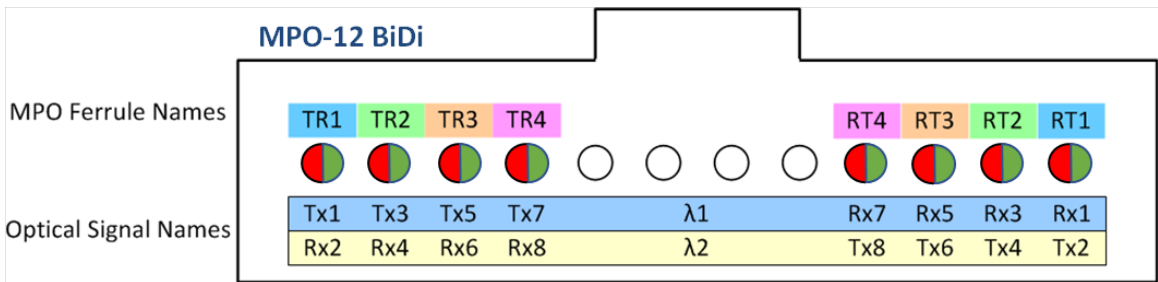 MPO-12 BiDi
MPO Ferrule Names TR1 TR2 TR3 TR4 RT4 RT3 RT2 RT1
Tx1 Tx3 Tx5 Tx7 λ1 Rx7 Rx5 Rx3 Rx1
Optical Signal Names
Rx2 Rx4 Rx6 Rx8 λ2 Tx8 Tx6 Tx4 Tx2